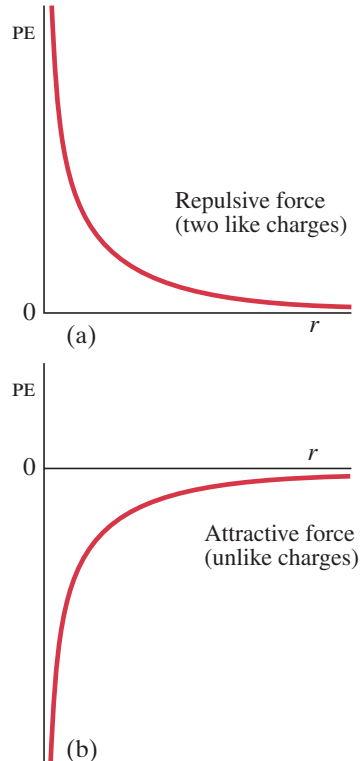 PE
Repulsive force
(two like charges)
0
r
(a)
PE
r
0
Attractive force
(unlike charges)
(b)